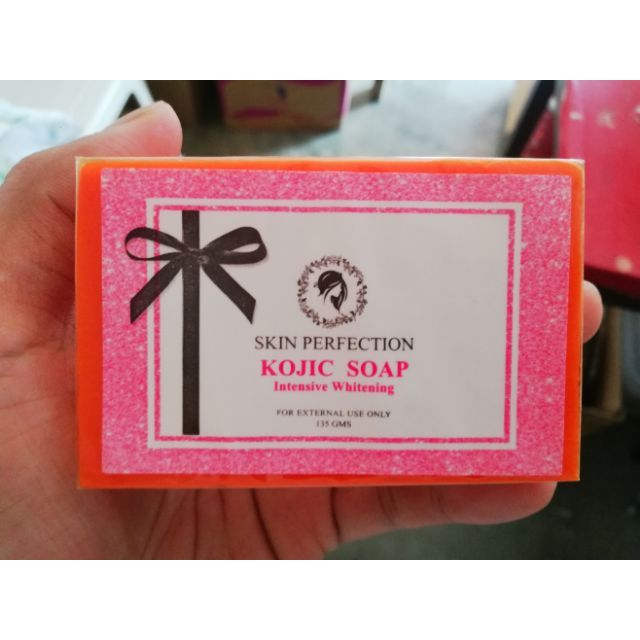 SKIN PERFECTION
KOJIC SOAP
Intensive Whitening
FOR EXTERNAL USE ONLY
135 GMS